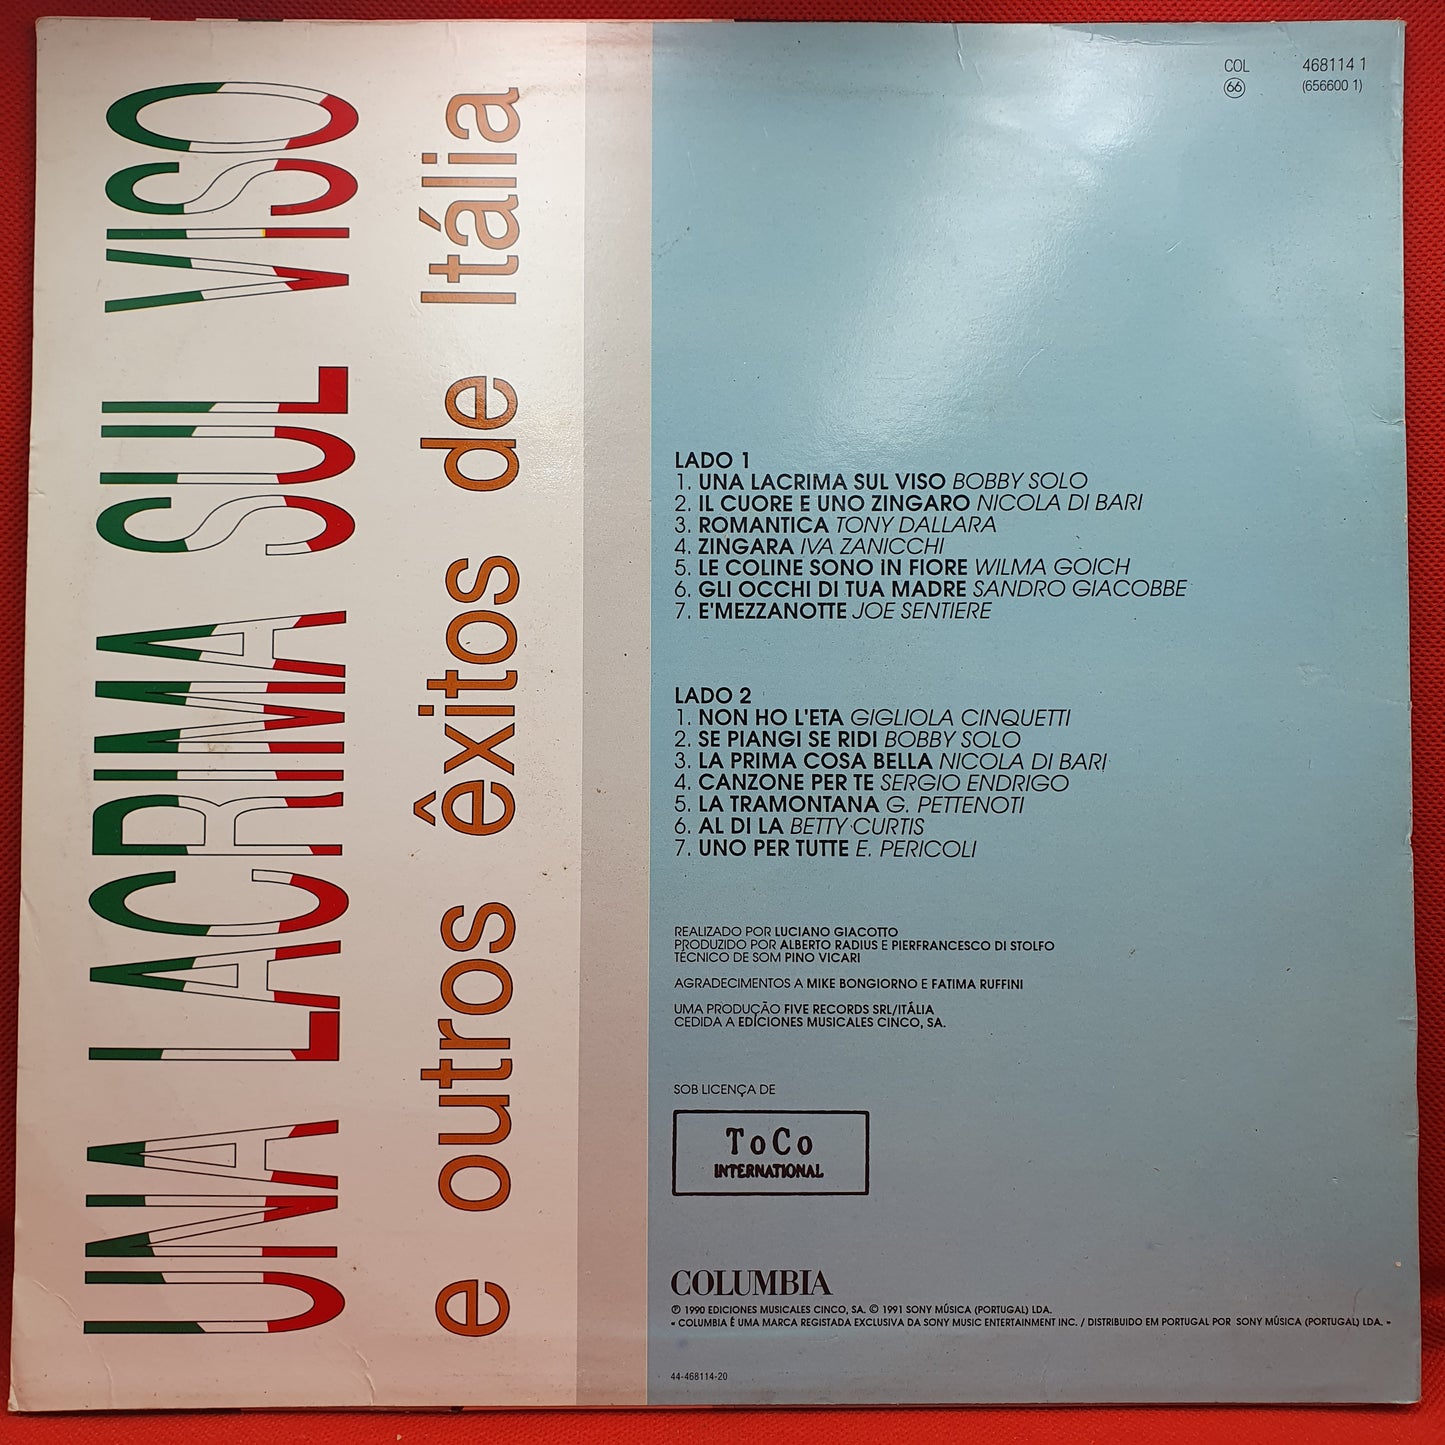 UNA LACRIMA SUL VISO
e outros êxitos de Itália
COL 468114 1
66 (656600 1)
LADO 1
1. UNA LACRIMA SUL VISO BOBBY SOLO
2. IL CUORE E UNO ZINGARO NICOLA DI BARI
3. ROMANTICA TONY DALLARA
4. ZINGARA IVA ZANICCHI
5. LE COLINE SONO IN FIORE WILMA GOICH
6. GLI OCCHI DI TUA MADRE SANDRO GIACOBBE
7. E'MEZZANOTTE JOE SENTIERE
LADO 2
1. NON HO L'ETA GIGLIOLA CINQUETTI
2. SE PIANGI SE RIDI BOBBY SOLO
3. LA PRIMA COSA BELLA NICOLA DI BARI
4. CANZONE PER TE SERGIO ENDRIGO
5. LA TRAMONTANA G. PETTENOTI
6. AL DI LA BETTY CURTIS
7. UNO PER TUTTE E. PERICOLI
REALIZADO POR LUCIANO GIACOTTO
PRODUZIDO POR ALBERTO RADIUS E PIERFRANCESCO DI STOLFO
TÉCNICO DE SOM PINO VICARI
AGRADECIMENTOS A MIKE BONGIORNO E FATIMA RUFFINI
UMA PRODUÇÃO FIVE RECORDS SRL/ITÁLIA
CEDIDA A EDICIONES MUSICALES CINCO, SA.
SOB LICENÇA DE
ToCo
INTERNATIONAL
COLUMBIA
℗ 1990 EDICIONES MUSICALES CINCO, SA. © 1991 SONY MÚSICA (PORTUGAL) LDA.
« COLUMBIA É UMA MARCA REGISTADA EXCLUSIVA DA SONY MUSIC ENTERTAINMENT INC. / DISTRIBUIDO EM PORTUGAL POR SONY MÚSICA (PORTUGAL) LDA. »
44-468114-20